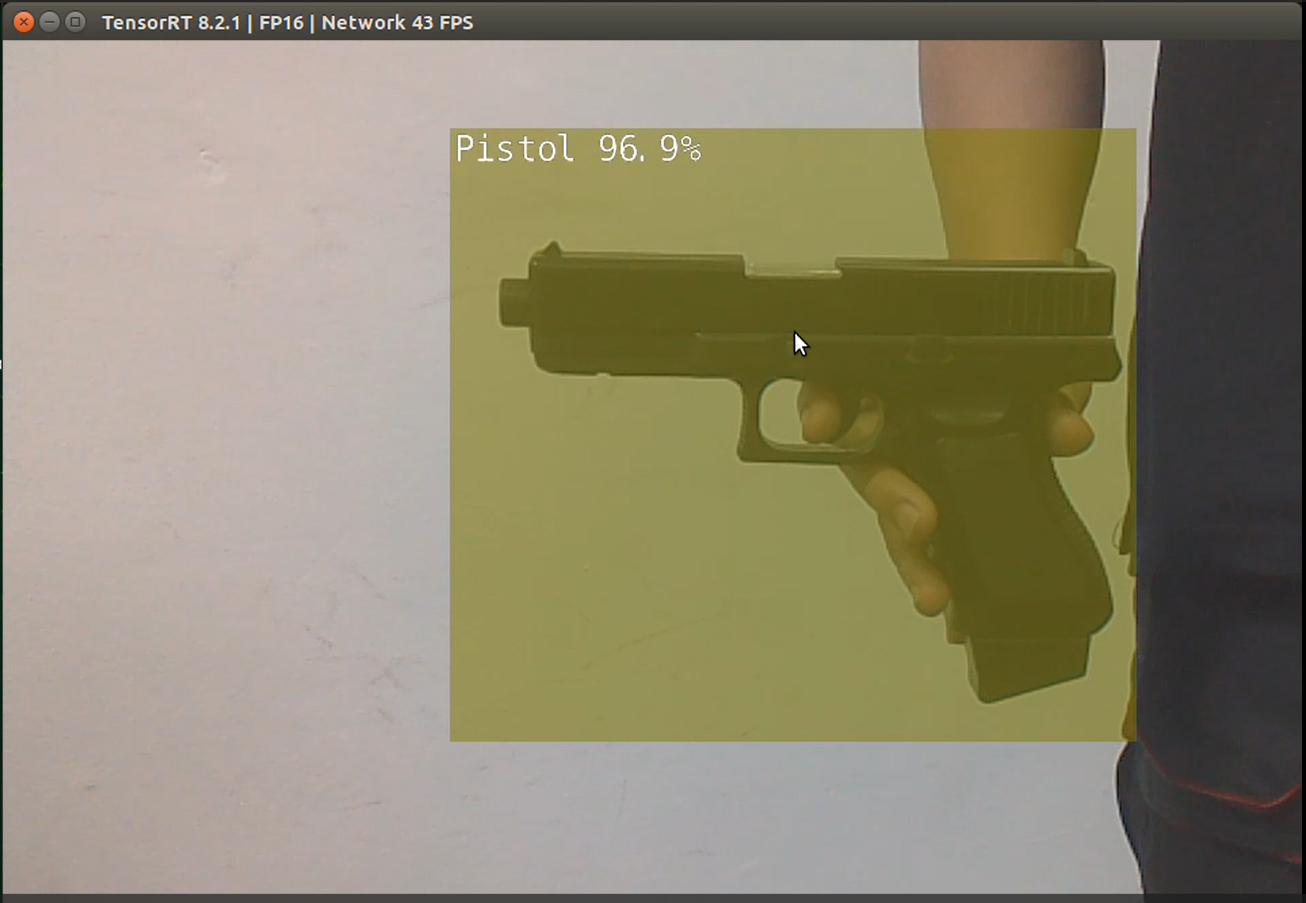 TensorRT 8.2.1 | FP16 | Network 43 FPS
Pistol 96.9%